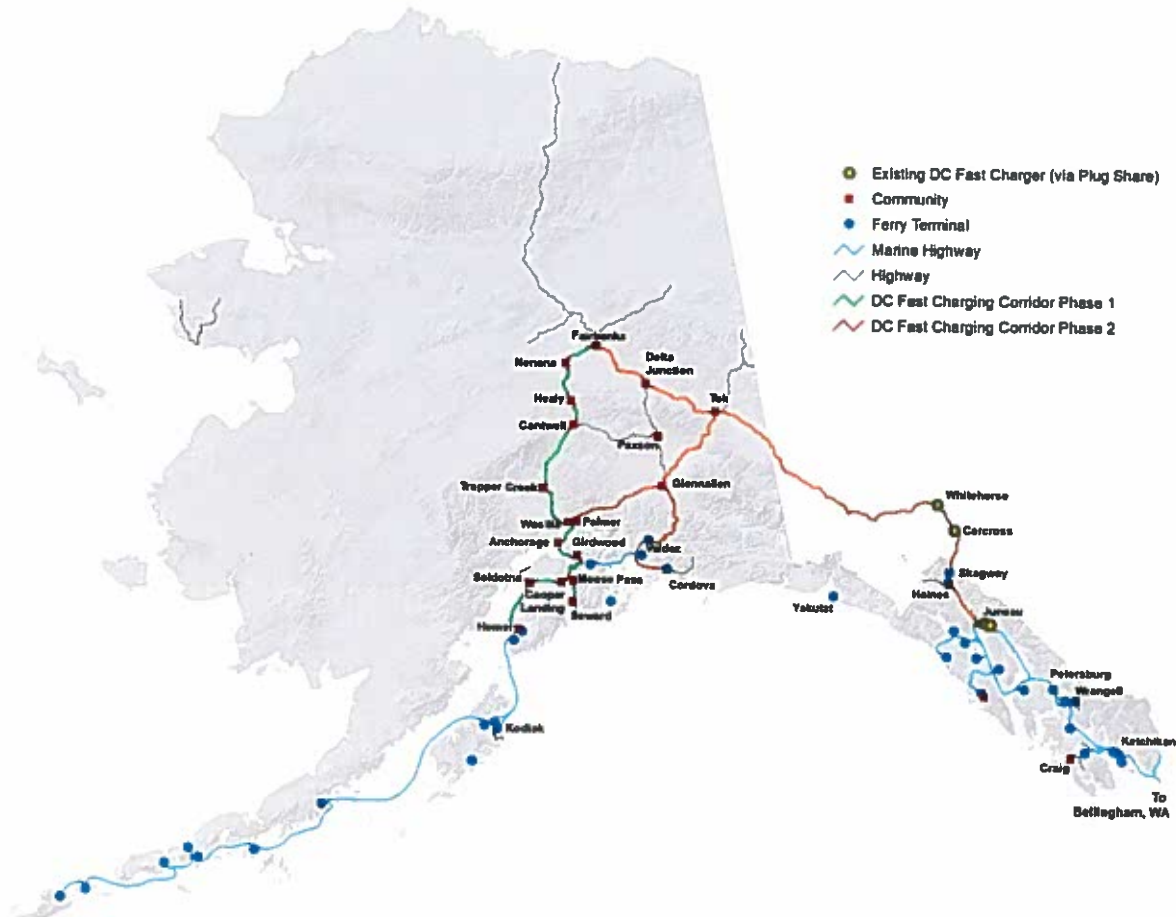 Existing DC Fast Charger (via Plug Share)
Community
Ferry Terminal
Marine Highway
Highway
DC Fast Charging Corridor Phase 1
DC Fast Charging Corridor Phase 2
Fairbanks
Nenana
Delta
Junction
Healy
Tok
Cantwell
Paxson
Trapper Creek
Glennallen
Whitehorse
Wasilla
Palmer
Carcross
Anchorage
Girdwood
Valdez
Skagway
Soldotna
Moose Pass
Cordova
Haines
Cooper
Landing
Seward
Yakutat
Homer
Juneau
Petersburg
Wrangell
Kodiak
Ketchikan
Craig
To
Bellingham, WA